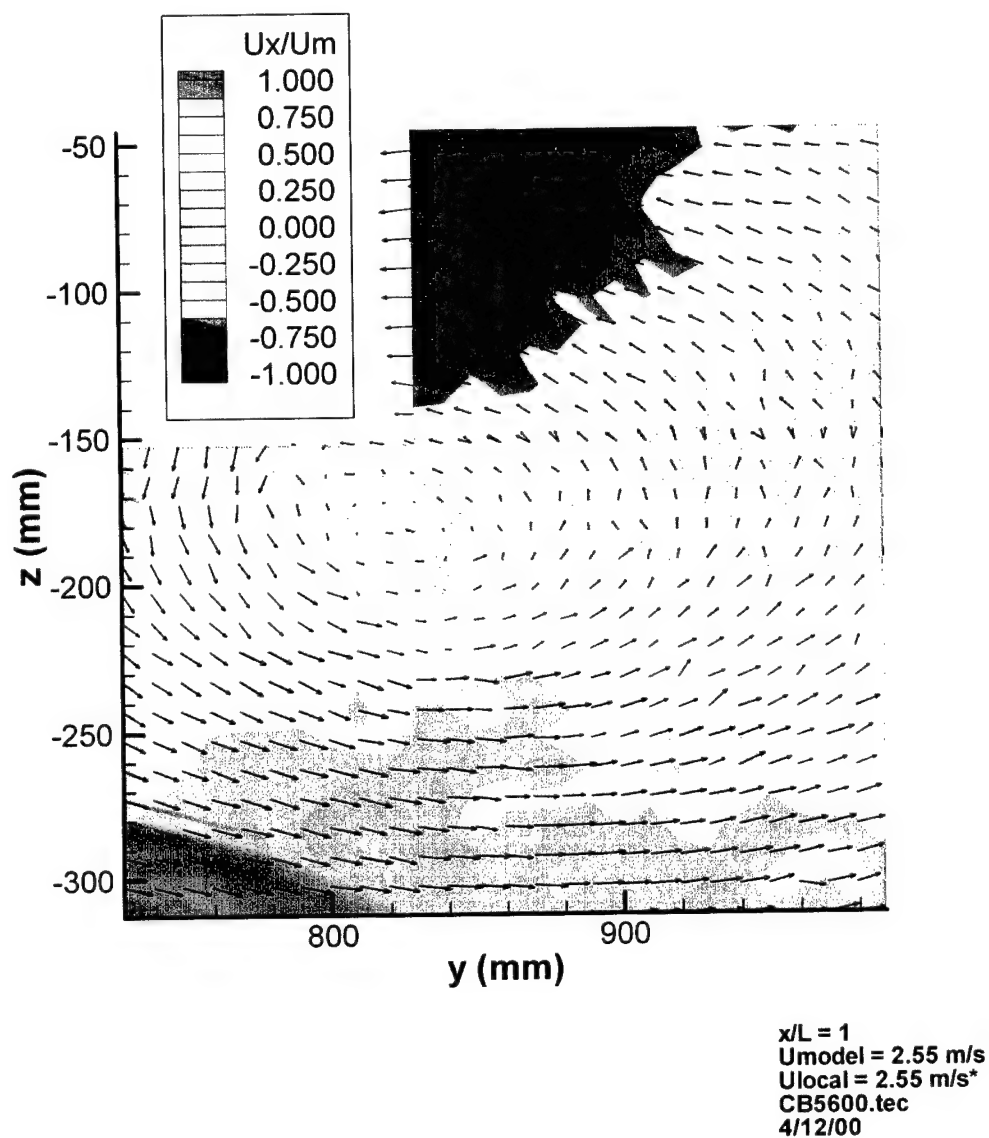 Ux/Um
1.000
0.750
0.500
0.250
0.000
-0.250
-0.500
-0.750
-1.000
-50
-100
-150
-200
-250
-300
z (mm)
800
900
y (mm)
x/L = 1
Umodel = 2.55 m/s
Ulocal = 2.55 m/s*
CB5600.tec
4/12/00